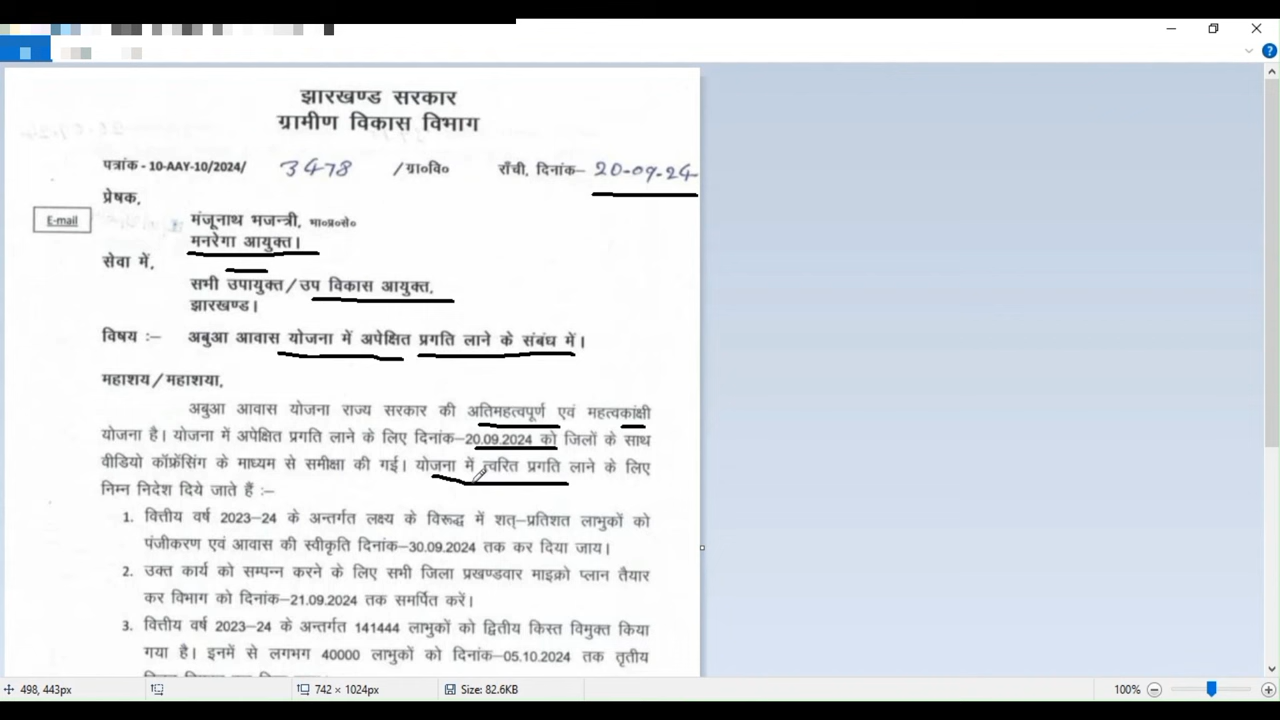 झारखण्ड सरकार
ग्रामीण विकास विभाग
पत्रांक - 10-AAY-10/2024/ 3478 /ग्रा०वि० राँची, दिनांक– 20-09-24
प्रेषक,
E-mail
मंजूनाथ भजन्त्री, भा०प्र०से०
मनरेगा आयुक्त।
सेवा में,
सभी उपायुक्त/उप विकास आयुक्त,
झारखण्ड।
विषय :– अबुआ आवास योजना में अपेक्षित प्रगति लाने के संबंध में।
महाशय/महाशया,
अबुआ आवास योजना राज्य सरकार की अतिमहत्वपूर्ण एवं महत्वकांक्षी
योजना है। योजना में अपेक्षित प्रगति लाने के लिए दिनांक–20.09.2024 को जिलों के साथ
वीडियो कॉफ्रेंसिंग के माध्यम से समीक्षा की गई। योजना में त्वरित प्रगति लाने के लिए
निम्न निदेश दिये जाते हैं :–
1. वित्तीय वर्ष 2023–24 के अन्तर्गत लक्ष्य के विरूद्ध में शत्–प्रतिशत लाभुकों को
पंजीकरण एवं आवास की स्वीकृति दिनांक–30.09.2024 तक कर दिया जाय।
2. उक्त कार्य को सम्पन्न करने के लिए सभी जिला प्रखण्डवार माइक्रो प्लान तैयार
कर विभाग को दिनांक–21.09.2024 तक समर्पित करें।
3. वित्तीय वर्ष 2023–24 के अन्तर्गत 141444 लाभुकों को द्वितीय किस्त विमुक्त किया
गया है। इनमें से लगभग 40000 लाभुकों को दिनांक–05.10.2024 तक तृतीय
498, 443px 742 × 1024px Size: 82.6KB 100%